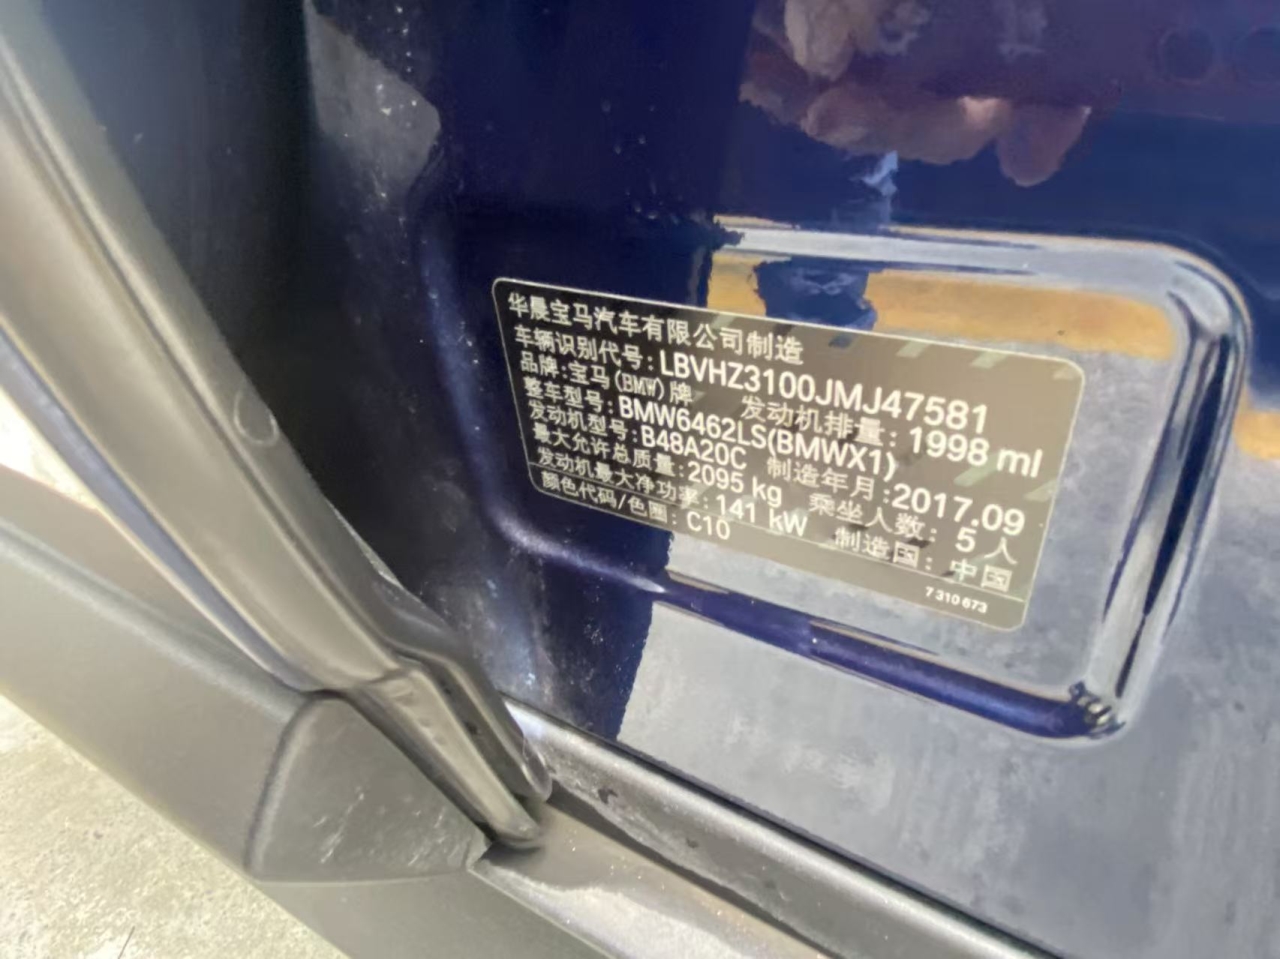 华晨宝马汽车有限公司制造
车辆识别代号:LBVHZ3100JMJ47581
品牌:宝马(BMW)牌 发动机排量:1998 ml
整车型号:BMW6462LS(BMWX1)
发动机型号:B48A20C 制造年月:2017.09
最大允许总质量:2095 kg 乘坐人数:5人
发动机最大净功率:141 kW 制造国:中国
颜色代码/色圈:C10
7 310 673